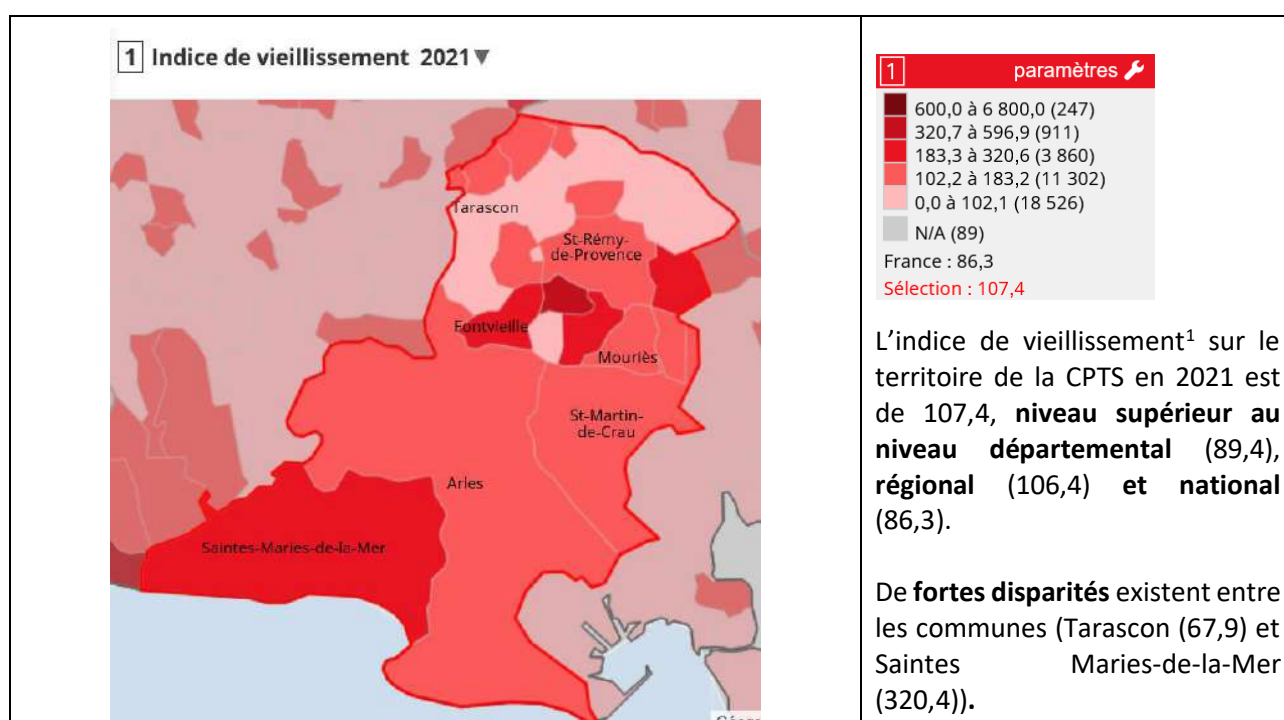 1 Indice de vieillissement 2021▼
Tarascon
St-Rémy-
de-Provence
Fontvieille
Mouriès
St-Martin-
de-Crau
Arles
Saintes-Maries-de-la-Mer
1 paramètres
600,0 à 6 800,0 (247)
320,7 à 596,9 (911)
183,3 à 320,6 (3 860)
102,2 à 183,2 (11 302)
0,0 à 102,1 (18 526)
N/A (89)
France : 86,3
Sélection : 107,4
L’indice de vieillissement¹ sur le
territoire de la CPTS en 2021 est
de 107,4, niveau supérieur au
niveau départemental (89,4),
régional (106,4) et national
(86,3).
De fortes disparités existent entre
les communes (Tarascon (67,9) et
Saintes Maries-de-la-Mer
(320,4)).